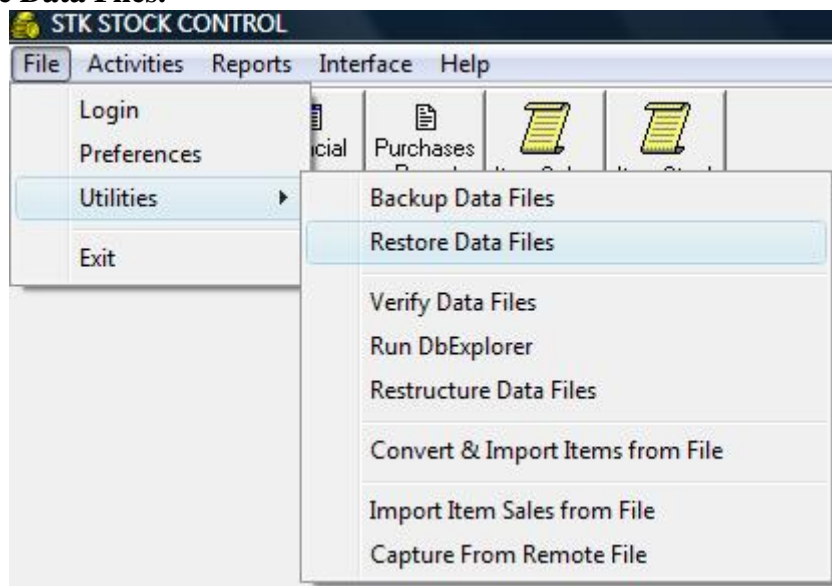 Data Files.
STK STOCK CONTROL
File Activities Reports Interface Help
Login
Preferences
Utilities
Exit
Purchases
Backup Data Files
Restore Data Files
Verify Data Files
Run DbExplorer
Restructure Data Files
Convert & Import Items from File
Import Item Sales from File
Capture From Remote File